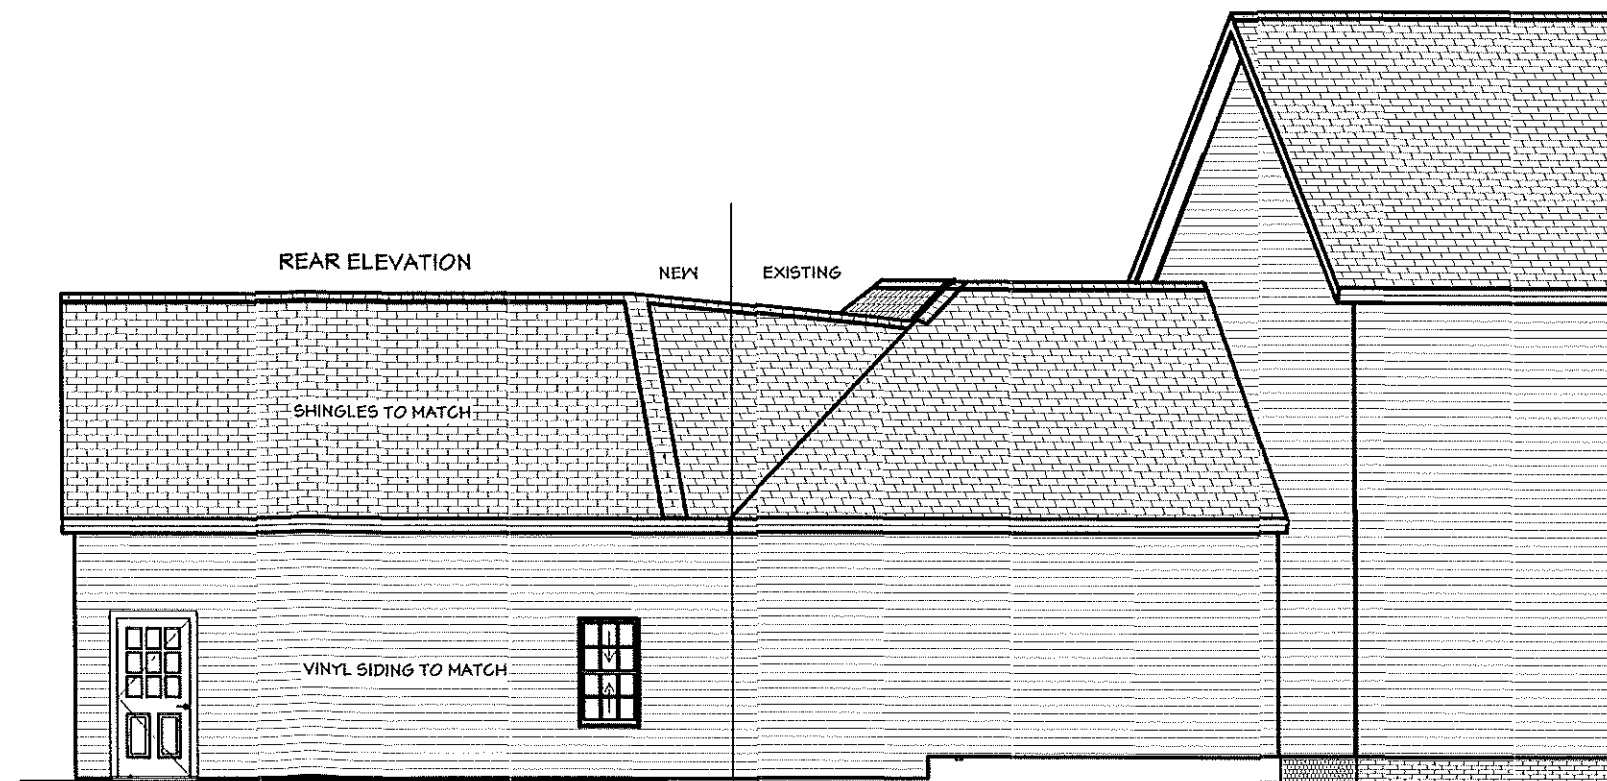 REAR ELEVATION
NEW
EXISTING
SHINGLES TO MATCH
VINYL SIDING TO MATCH